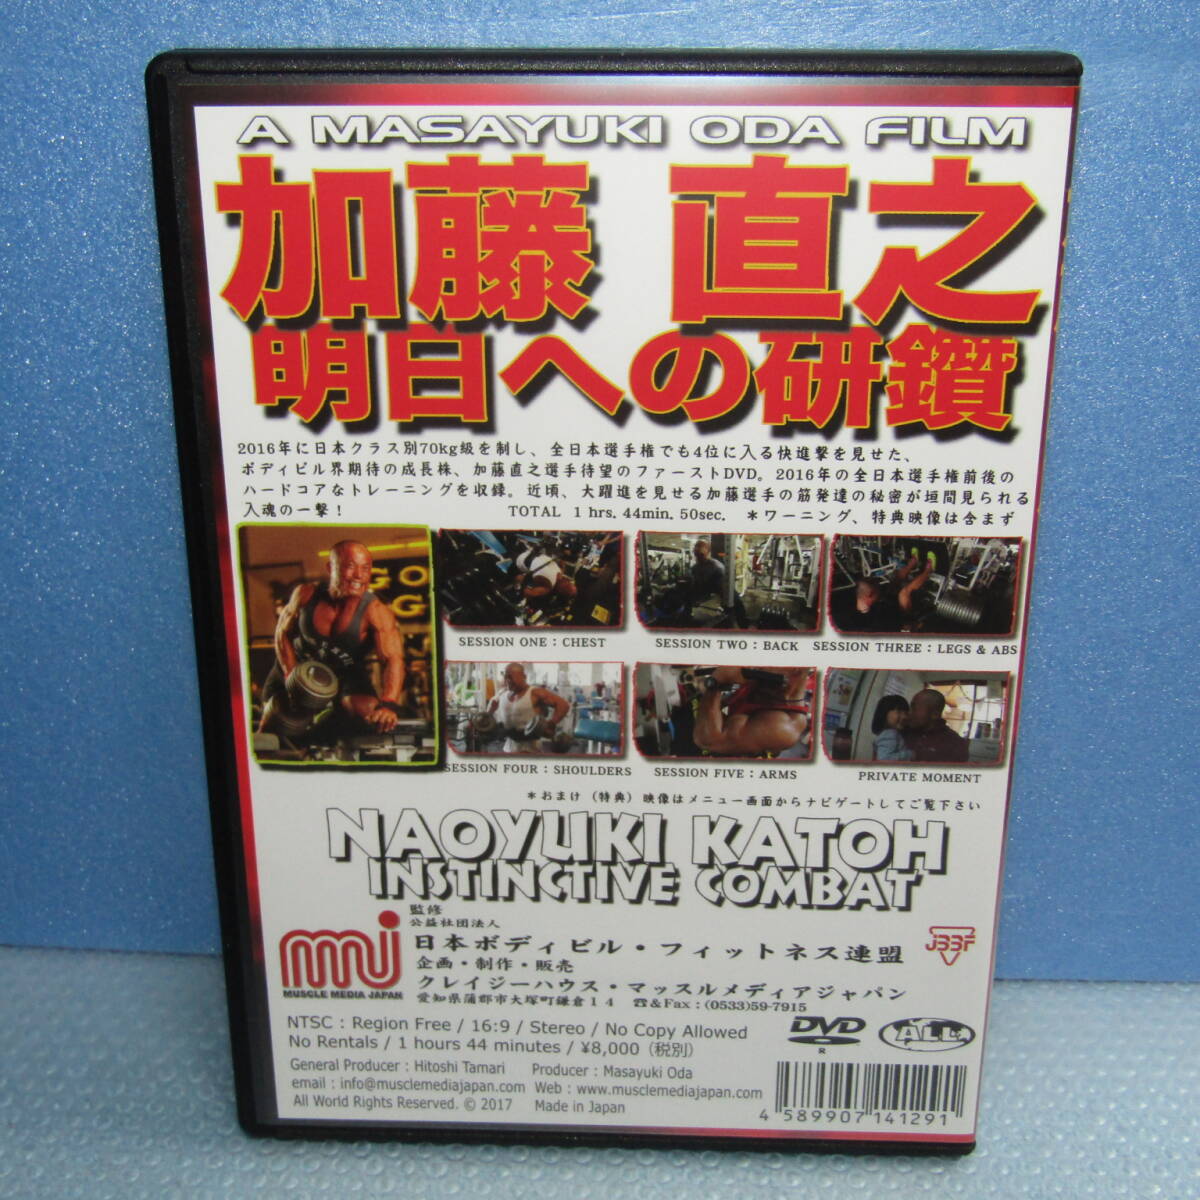 A MASAYUKI ODA FILM
加藤 直之
明日への研鑽
2016年に日本クラス別70kg級を制し、全日本選手権でも4位に入る快進撃を見せた、
ボディビル界期待の成長株、加藤直之選手待望のファーストDVD。2016年の全日本選手権前後の
ハードコアなトレーニングを収録。近頃、大躍進を見せる加藤選手の筋発達の秘密が垣間見られる
入魂の一撃！ TOTAL 1 hrs. 44min. 50sec. ＊ワーニング、特典映像は含まず
SESSION ONE : CHEST
SESSION TWO : BACK
SESSION THREE : LEGS & ABS
SESSION FOUR : SHOULDERS
SESSION FIVE : ARMS
PRIVATE MOMENT
＊おまけ（特典）映像はメニュー画面からナビゲートしてご覧下さい
NAOYUKI KATOH
INSTINCTIVE COMBAT
監修
公益社団法人
日本ボディビル・フィットネス連盟
JBBF
企画・制作・販売
クレイジーハウス・マッスルメディアジャパン
愛知県蒲郡市大塚町鎌倉14 ☎&Fax : (0533)59-7915
mj
MUSCLE MEDIA JAPAN
NTSC : Region Free / 16:9 / Stereo / No Copy Allowed
No Rentals / 1 hours 44 minutes / ¥8,000（税別）
DVD
R
ALL
General Producer : Hitoshi Tamari Producer : Masayuki Oda
email : info@musclemediajapan.com Web : www.musclemediajapan.com
All World Rights Reserved. © 2017 Made in Japan
4 589907 141291